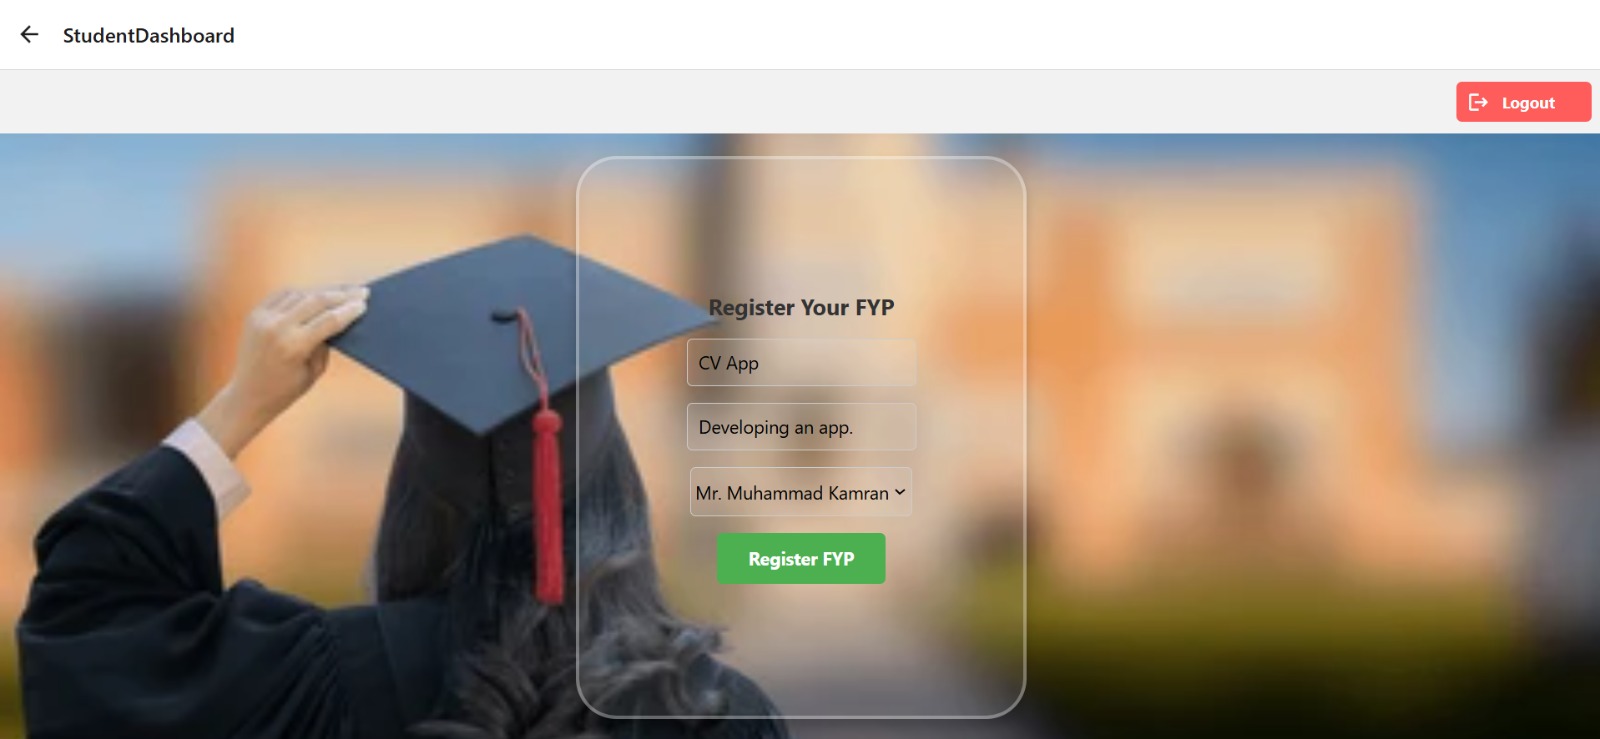 StudentDashboard
Logout
Register Your FYP
CV App
Developing an app.
Mr. Muhammad Kamran
Register FYP